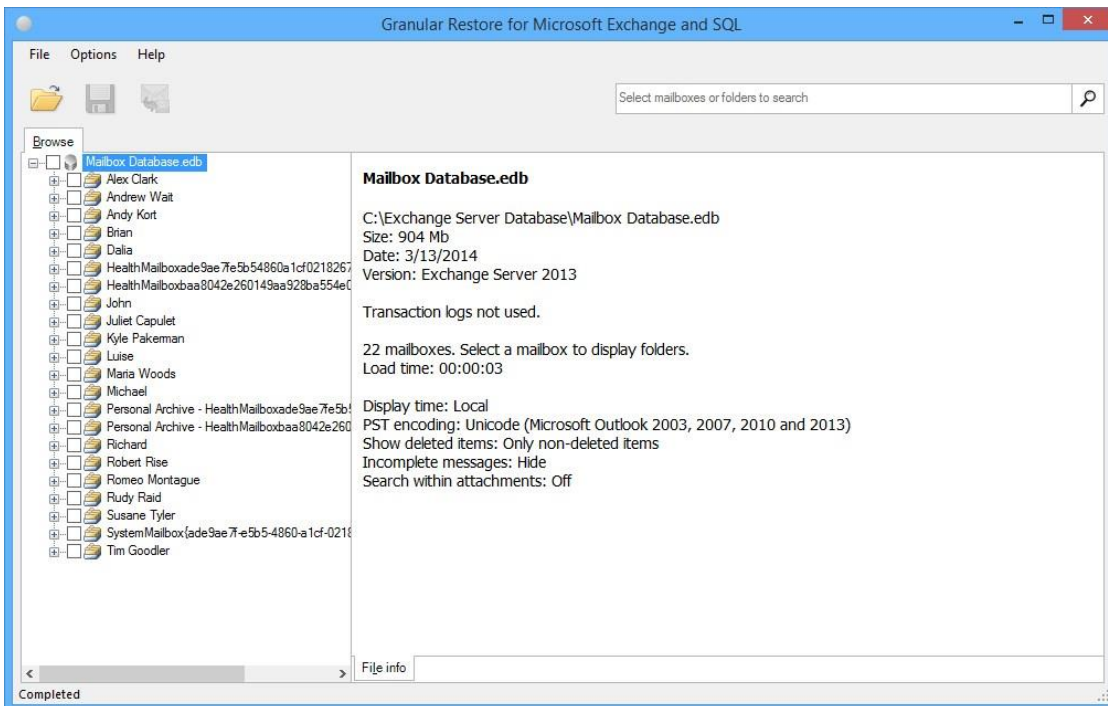 Granular Restore for Microsoft Exchange and SQL
File Options Help
Select mailboxes or folders to search
Browse
Mailbox Database.edb
Alex Clark
Andrew Wait
Andy Kort
Brian
Dalia
HealthMailboxade9ae7fe5b54860a1cf0218267
HealthMailboxbaa8042e260149aa928ba554e0
John
Juliet Capulet
Kyle Pakerman
Luise
Maria Woods
Michael
Personal Archive - HealthMailboxade9ae7fe5b5
Personal Archive - HealthMailboxbaa8042e260
Richard
Robert Rise
Romeo Montague
Rudy Raid
Susane Tyler
SystemMailbox{ade9ae7f-e5b5-4860-a1cf-0218
Tim Goodler
Mailbox Database.edb
C:\Exchange Server Database\Mailbox Database.edb
Size: 904 Mb
Date: 3/13/2014
Version: Exchange Server 2013
Transaction logs not used.
22 mailboxes. Select a mailbox to display folders.
Load time: 00:00:03
Display time: Local
PST encoding: Unicode (Microsoft Outlook 2003, 2007, 2010 and 2013)
Show deleted items: Only non-deleted items
Incomplete messages: Hide
Search within attachments: Off
File info
Completed